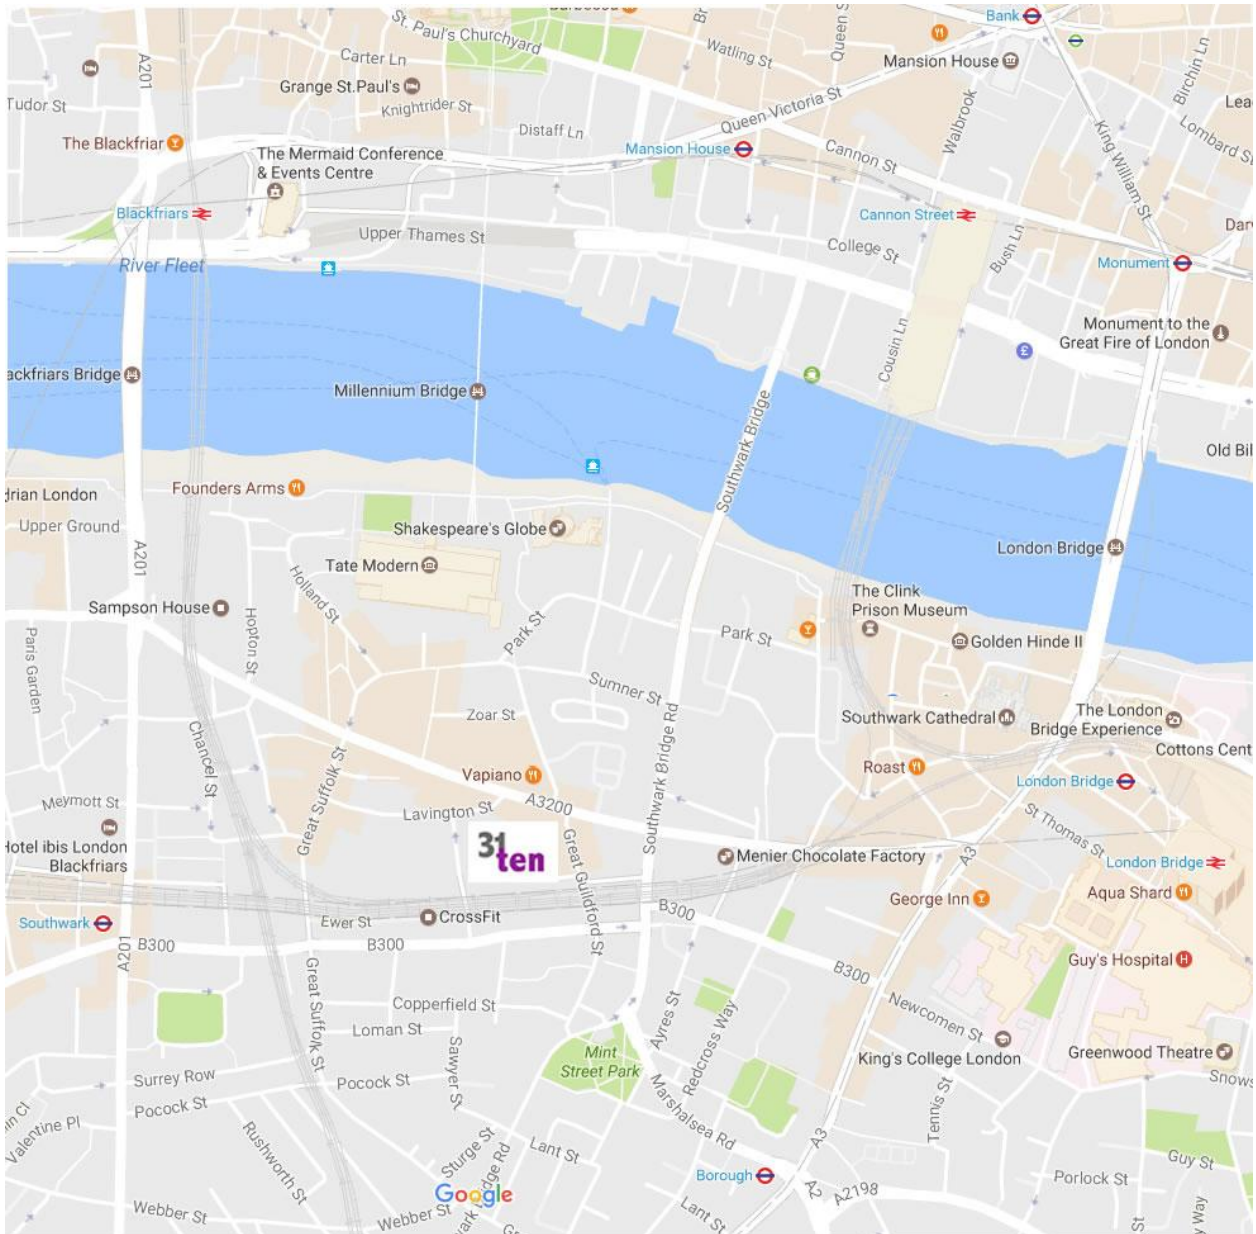 Barbecoa
Bank
St. Paul's Churchyard
Carter Ln
Watling St
Queen St
Mansion House
A201
Grange St.Paul's
Knightrider St
Queen Victoria St
Birchin Ln
Tudor St
Distaff Ln
Walbrook
King William St
Lombard St
The Blackfriar
The Mermaid Conference
& Events Centre
Mansion House
Cannon St
Blackfriars
Cannon Street
Upper Thames St
College St
Bush Ln
River Fleet
Monument
Monument to the
Great Fire of London
Cousin Ln
ackfriars Bridge
Millennium Bridge
Southwark Bridge
Old Bil
Founders Arms
drian London
Upper Ground
Shakespeare's Globe
A201
Tate Modern
London Bridge
Holland St
The Clink
Prison Museum
Sampson House
Hopton St
Park St
Park St
Golden Hinde II
Paris Garden
Sumner St
Zoar St
Southwark Cathedral
The London
Bridge Experience
Chancel St
Southwark Bridge Rd
Cottons Cent
Great Suffolk St
Vapiano
Roast
London Bridge
Meymott St
Lavington St
A3200
St Thomas St
Hotel ibis London
Blackfriars
31
ten
Great Guildford St
Menier Chocolate Factory
A3
London Bridge
Aqua Shard
George Inn
Southwark
Ewer St
CrossFit
B300
B300
B300
A201
B300
Guy's Hospital
Great Suffolk St
Copperfield St
Loman St
Ayres St
Redcross Way
Newcomen St
Sawyer St
Mint
Street Park
King's College London
Greenwood Theatre
Surrey Row
Pocock St
Pocock St
Marshalsea Rd
Tennis St
Snows
Valentine Pl
Rushworth St
Sturge St
Lant St
A3
Guy St
Borough
Porlock St
A2
A2198
Google
Webber St
Webber St
Lant St